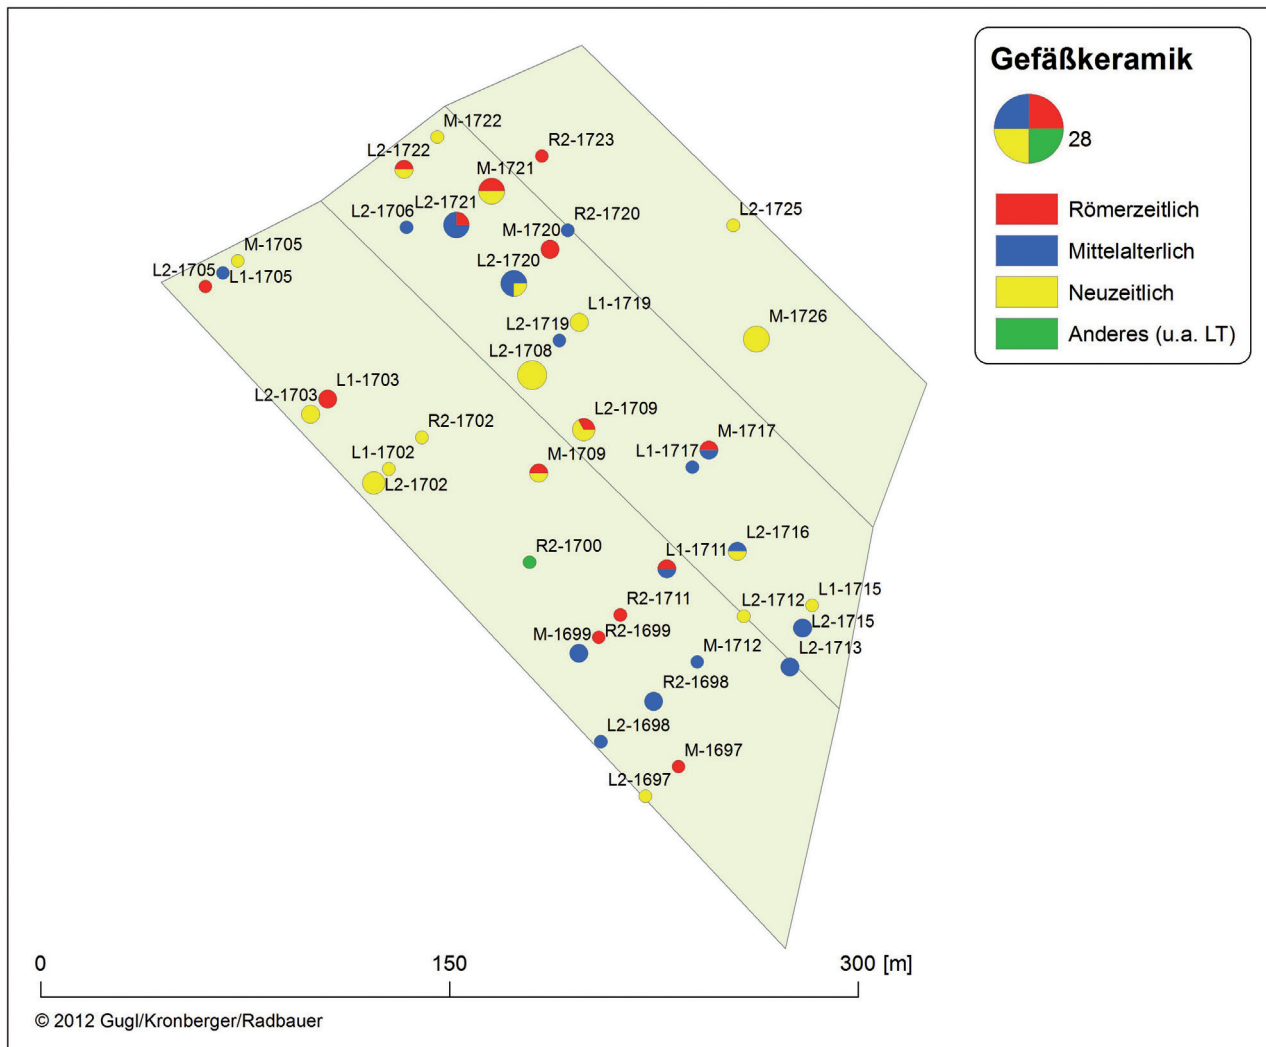 Gefäßkeramik
28
Römerzeitlich
Mittelalterlich
Neuzeitlich
Anderes (u.a. LT)
M-1722
L2-1722
R2-1723
M-1721
L2-1721
L2-1706
R2-1720
L2-1725
M-1720
M-1705
L2-1705
L1-1705
L2-1720
L1-1719
M-1726
L2-1719
L2-1708
L1-1703
L2-1703
L2-1709
R2-1702
M-1717
L1-1717
L1-1702
M-1709
L2-1702
L2-1716
R2-1700
L1-1711
L1-1715
R2-1711
L2-1712
L2-1715
M-1699
R2-1699
M-1712
L2-1713
R2-1698
L2-1698
M-1697
L2-1697
0 150 300 [m]
© 2012 Gugl/Kronberger/Radbauer